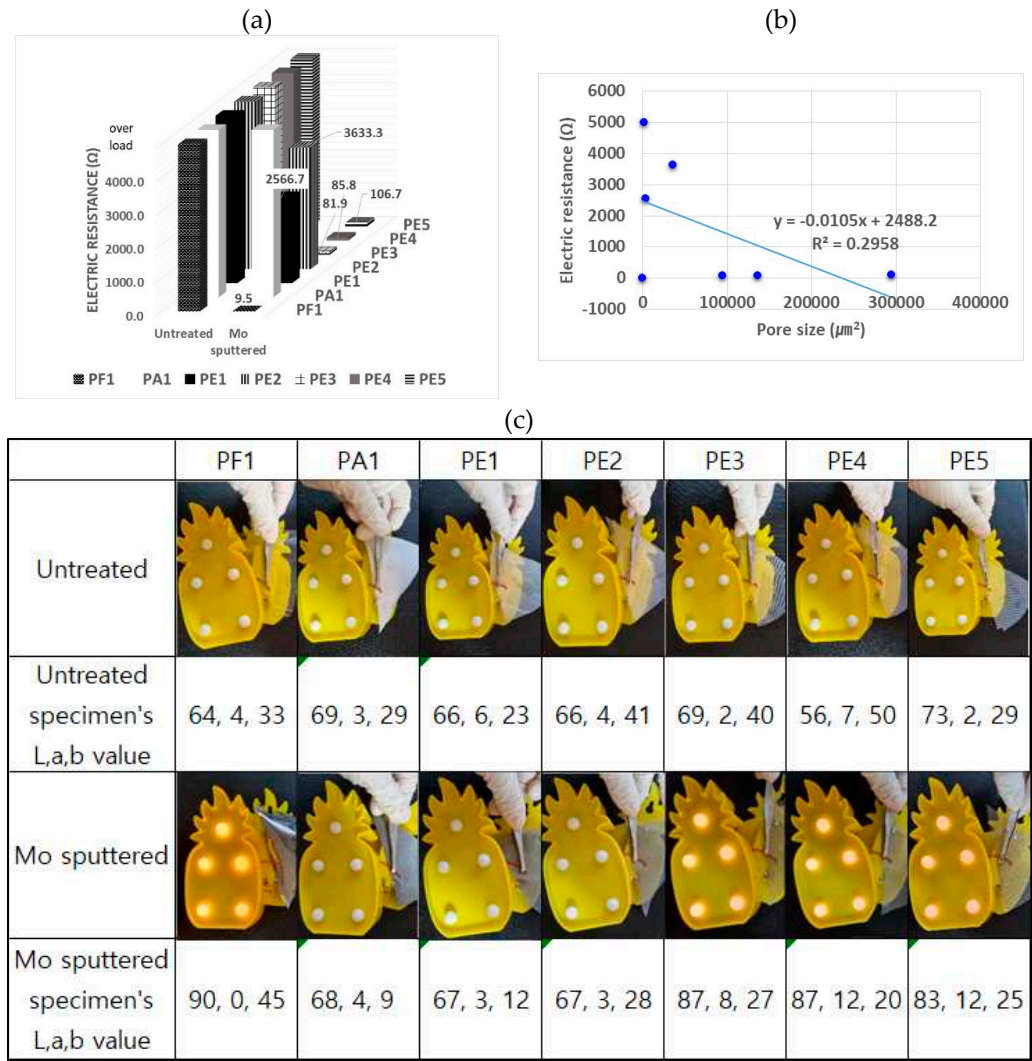 (a)
(b)
ELECTRIC RESISTANCE (Ω)
over
load
4000.0
3000.0
2000.0
1000.0
0.0
3633.3
2566.7
85.8
81.9
106.7
9.5
PE5
PE4
PE3
PE2
PE1
PA1
PF1
Untreated
Mo
sputtered
PF1 PA1 PE1 PE2 PE3 PE4 PE5
Electric resistance (Ω)
6000
5000
4000
3000
2000
1000
0
-1000
y = -0.0105x + 2488.2
R² = 0.2958
0 100000 200000 300000 400000
Pore size (μm²)
(c)
PF1 PA1 PE1 PE2 PE3 PE4 PE5
Untreated
Untreated
specimen's
L,a,b value
64, 4, 33 69, 3, 29 66, 6, 23 66, 4, 41 69, 2, 40 56, 7, 50 73, 2, 29
Mo sputtered
Mo sputtered
specimen's
L,a,b value
90, 0, 45 68, 4, 9 67, 3, 12 67, 3, 28 87, 8, 27 87, 12, 20 83, 12, 25